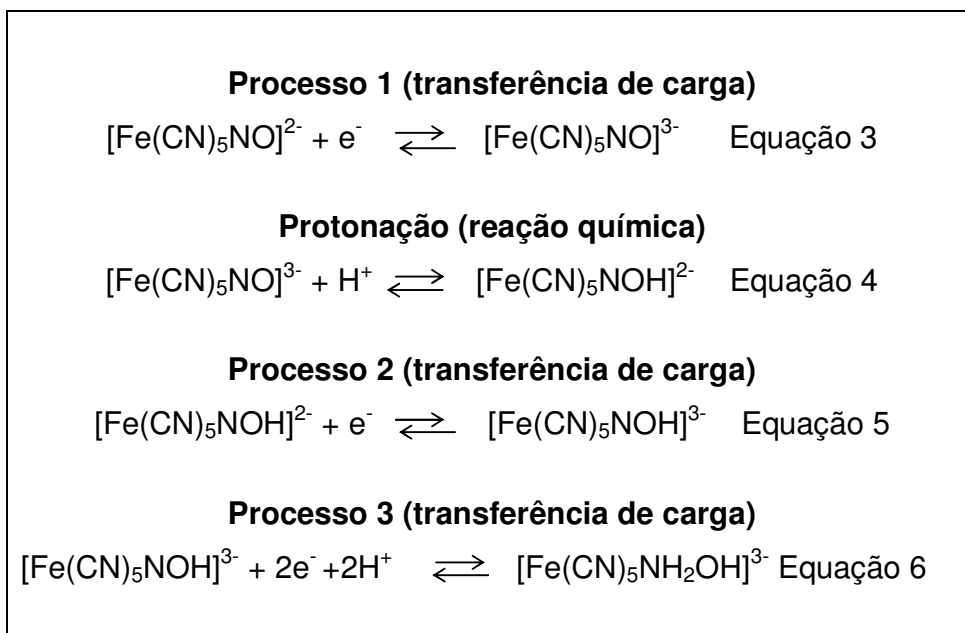 Processo 1 (transferência de carga)
[Fe(CN)₅NO]²⁻ + e⁻ ⇌ [Fe(CN)₅NO]³⁻ Equação 3
Protonação (reação química)
[Fe(CN)₅NO]³⁻ + H⁺ ⇌ [Fe(CN)₅NOH]²⁻ Equação 4
Processo 2 (transferência de carga)
[Fe(CN)₅NOH]²⁻ + e⁻ ⇌ [Fe(CN)₅NOH]³⁻ Equação 5
Processo 3 (transferência de carga)
[Fe(CN)₅NOH]³⁻ + 2e⁻ +2H⁺ ⇌ [Fe(CN)₅NH₂OH]³⁻ Equação 6